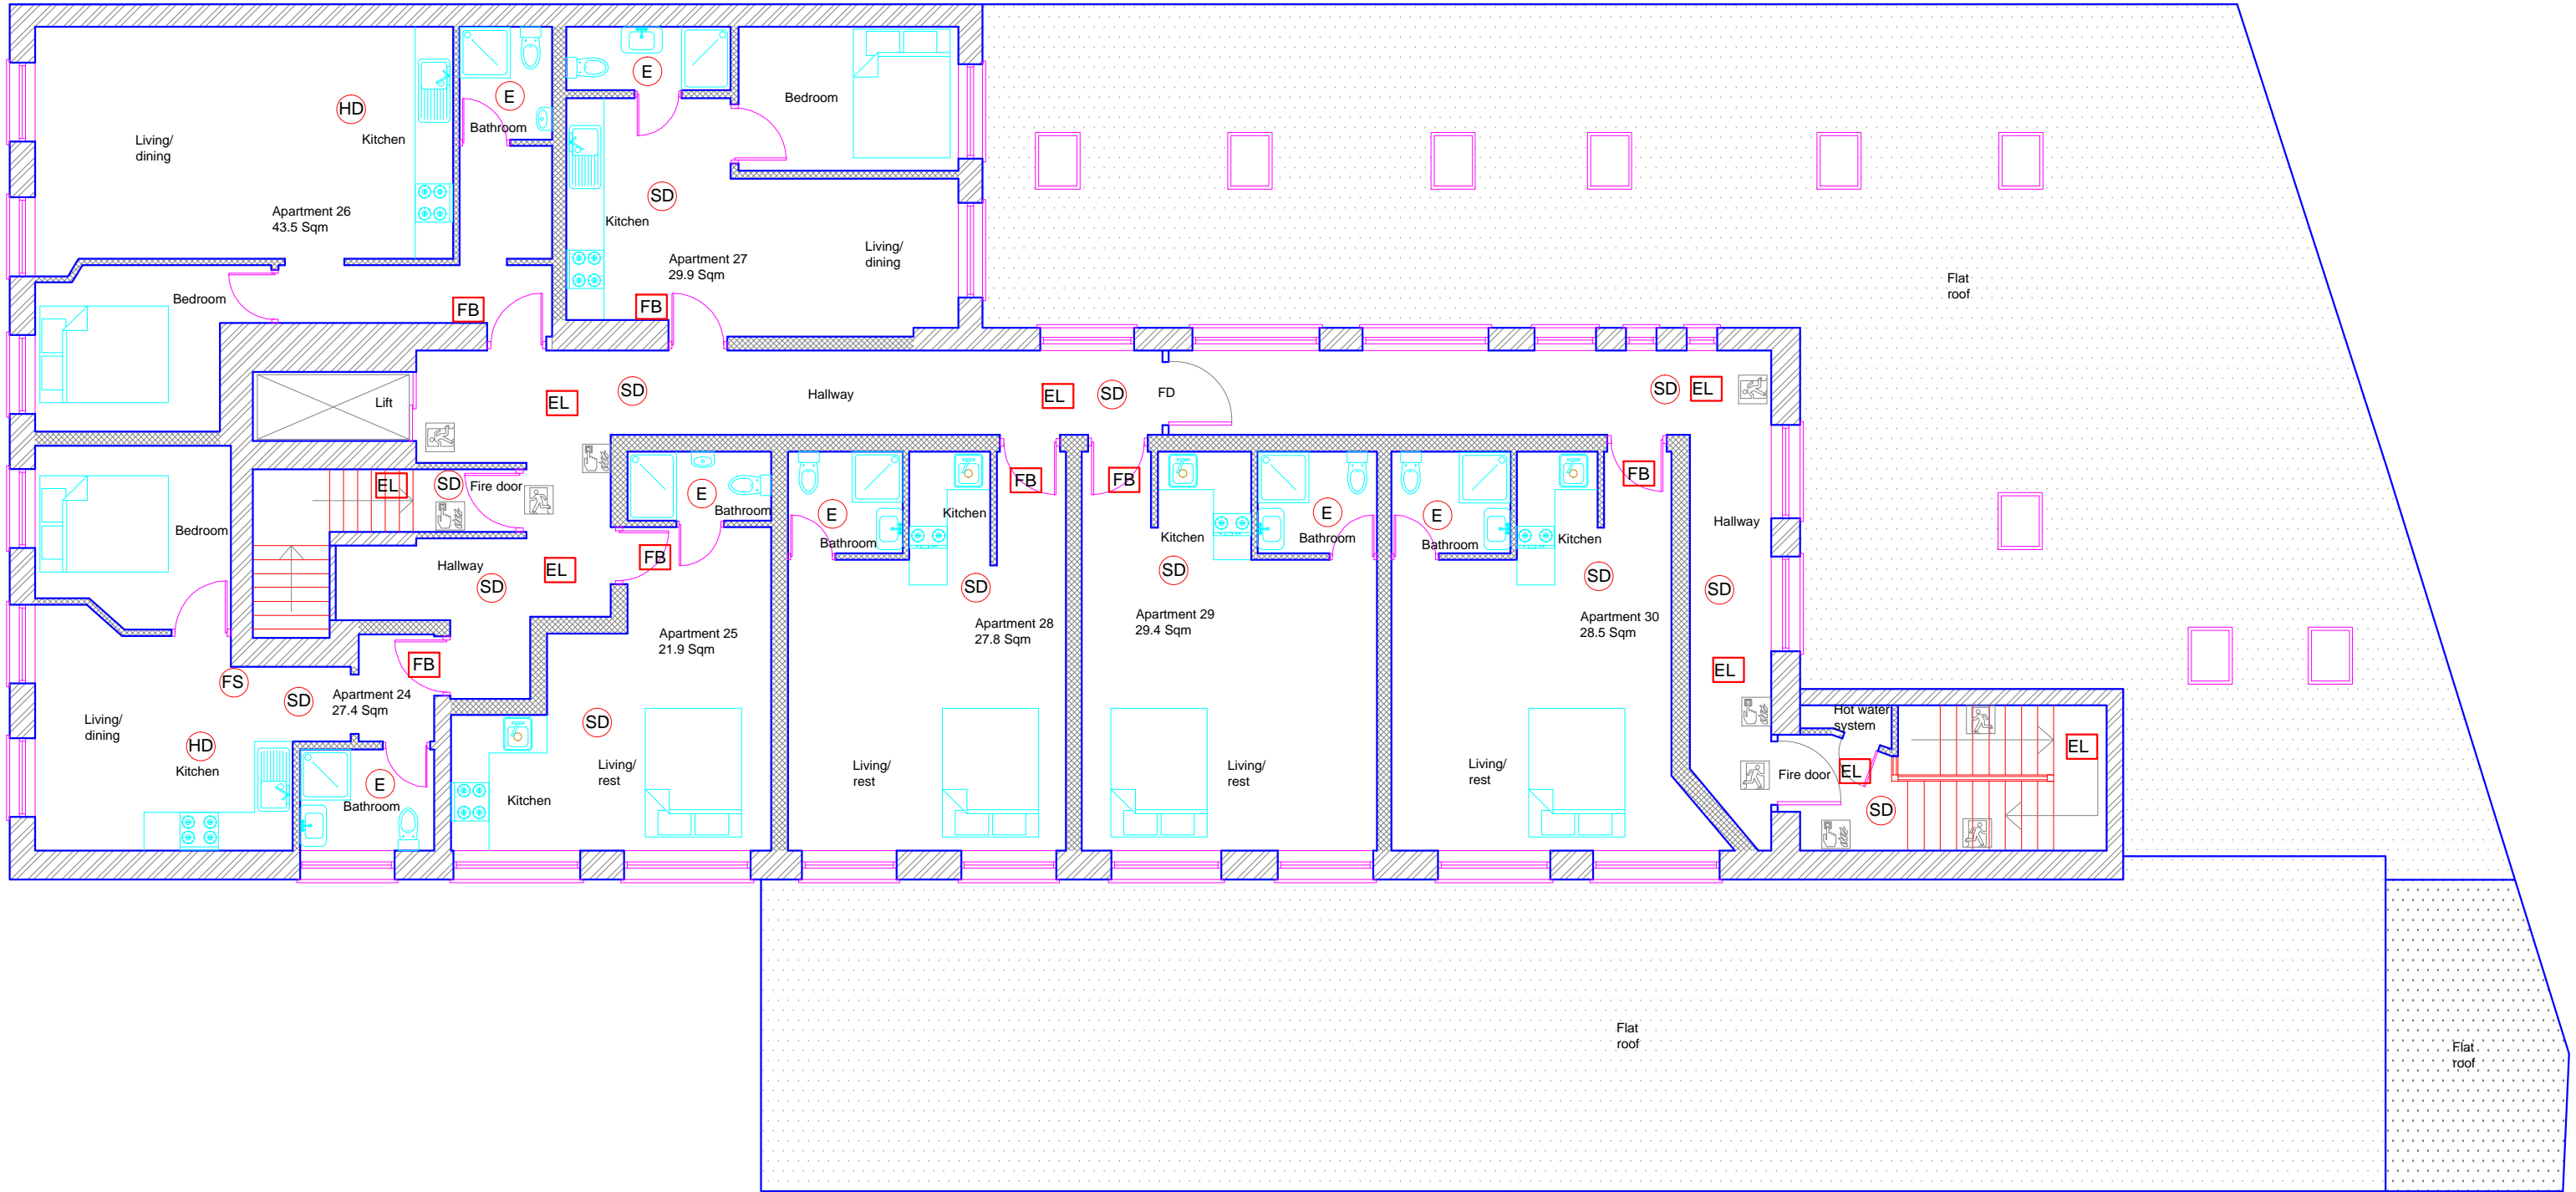 E
E
Bedroom
HD
Bathroom
Living/
dining
Kitchen
SD
Apartment 26
43.5 Sqm
Kitchen
Living/
dining
Apartment 27
29.9 Sqm
Flat
roof
Bedroom
FB
FB
SD
EL
Hallway
EL
SD
FD
SD
EL
Lift
EL
SD
Fire door
E
Bathroom
E
Bathroom
Kitchen
FB
FB
Kitchen
E
Bathroom
E
Bathroom
Kitchen
FB
Hallway
Bedroom
Hallway
SD
EL
FB
SD
SD
SD
SD
Apartment 25
21.9 Sqm
Apartment 28
27.8 Sqm
Apartment 29
29.4 Sqm
Apartment 30
28.5 Sqm
FB
EL
FS
SD
Apartment 24
27.4 Sqm
Living/
dining
HD
Kitchen
E
Bathroom
SD
Living/
rest
Kitchen
Living/
rest
Living/
rest
Living/
rest
Hot water
system
EL
Fire door
EL
SD
Flat
roof
Flat
roof